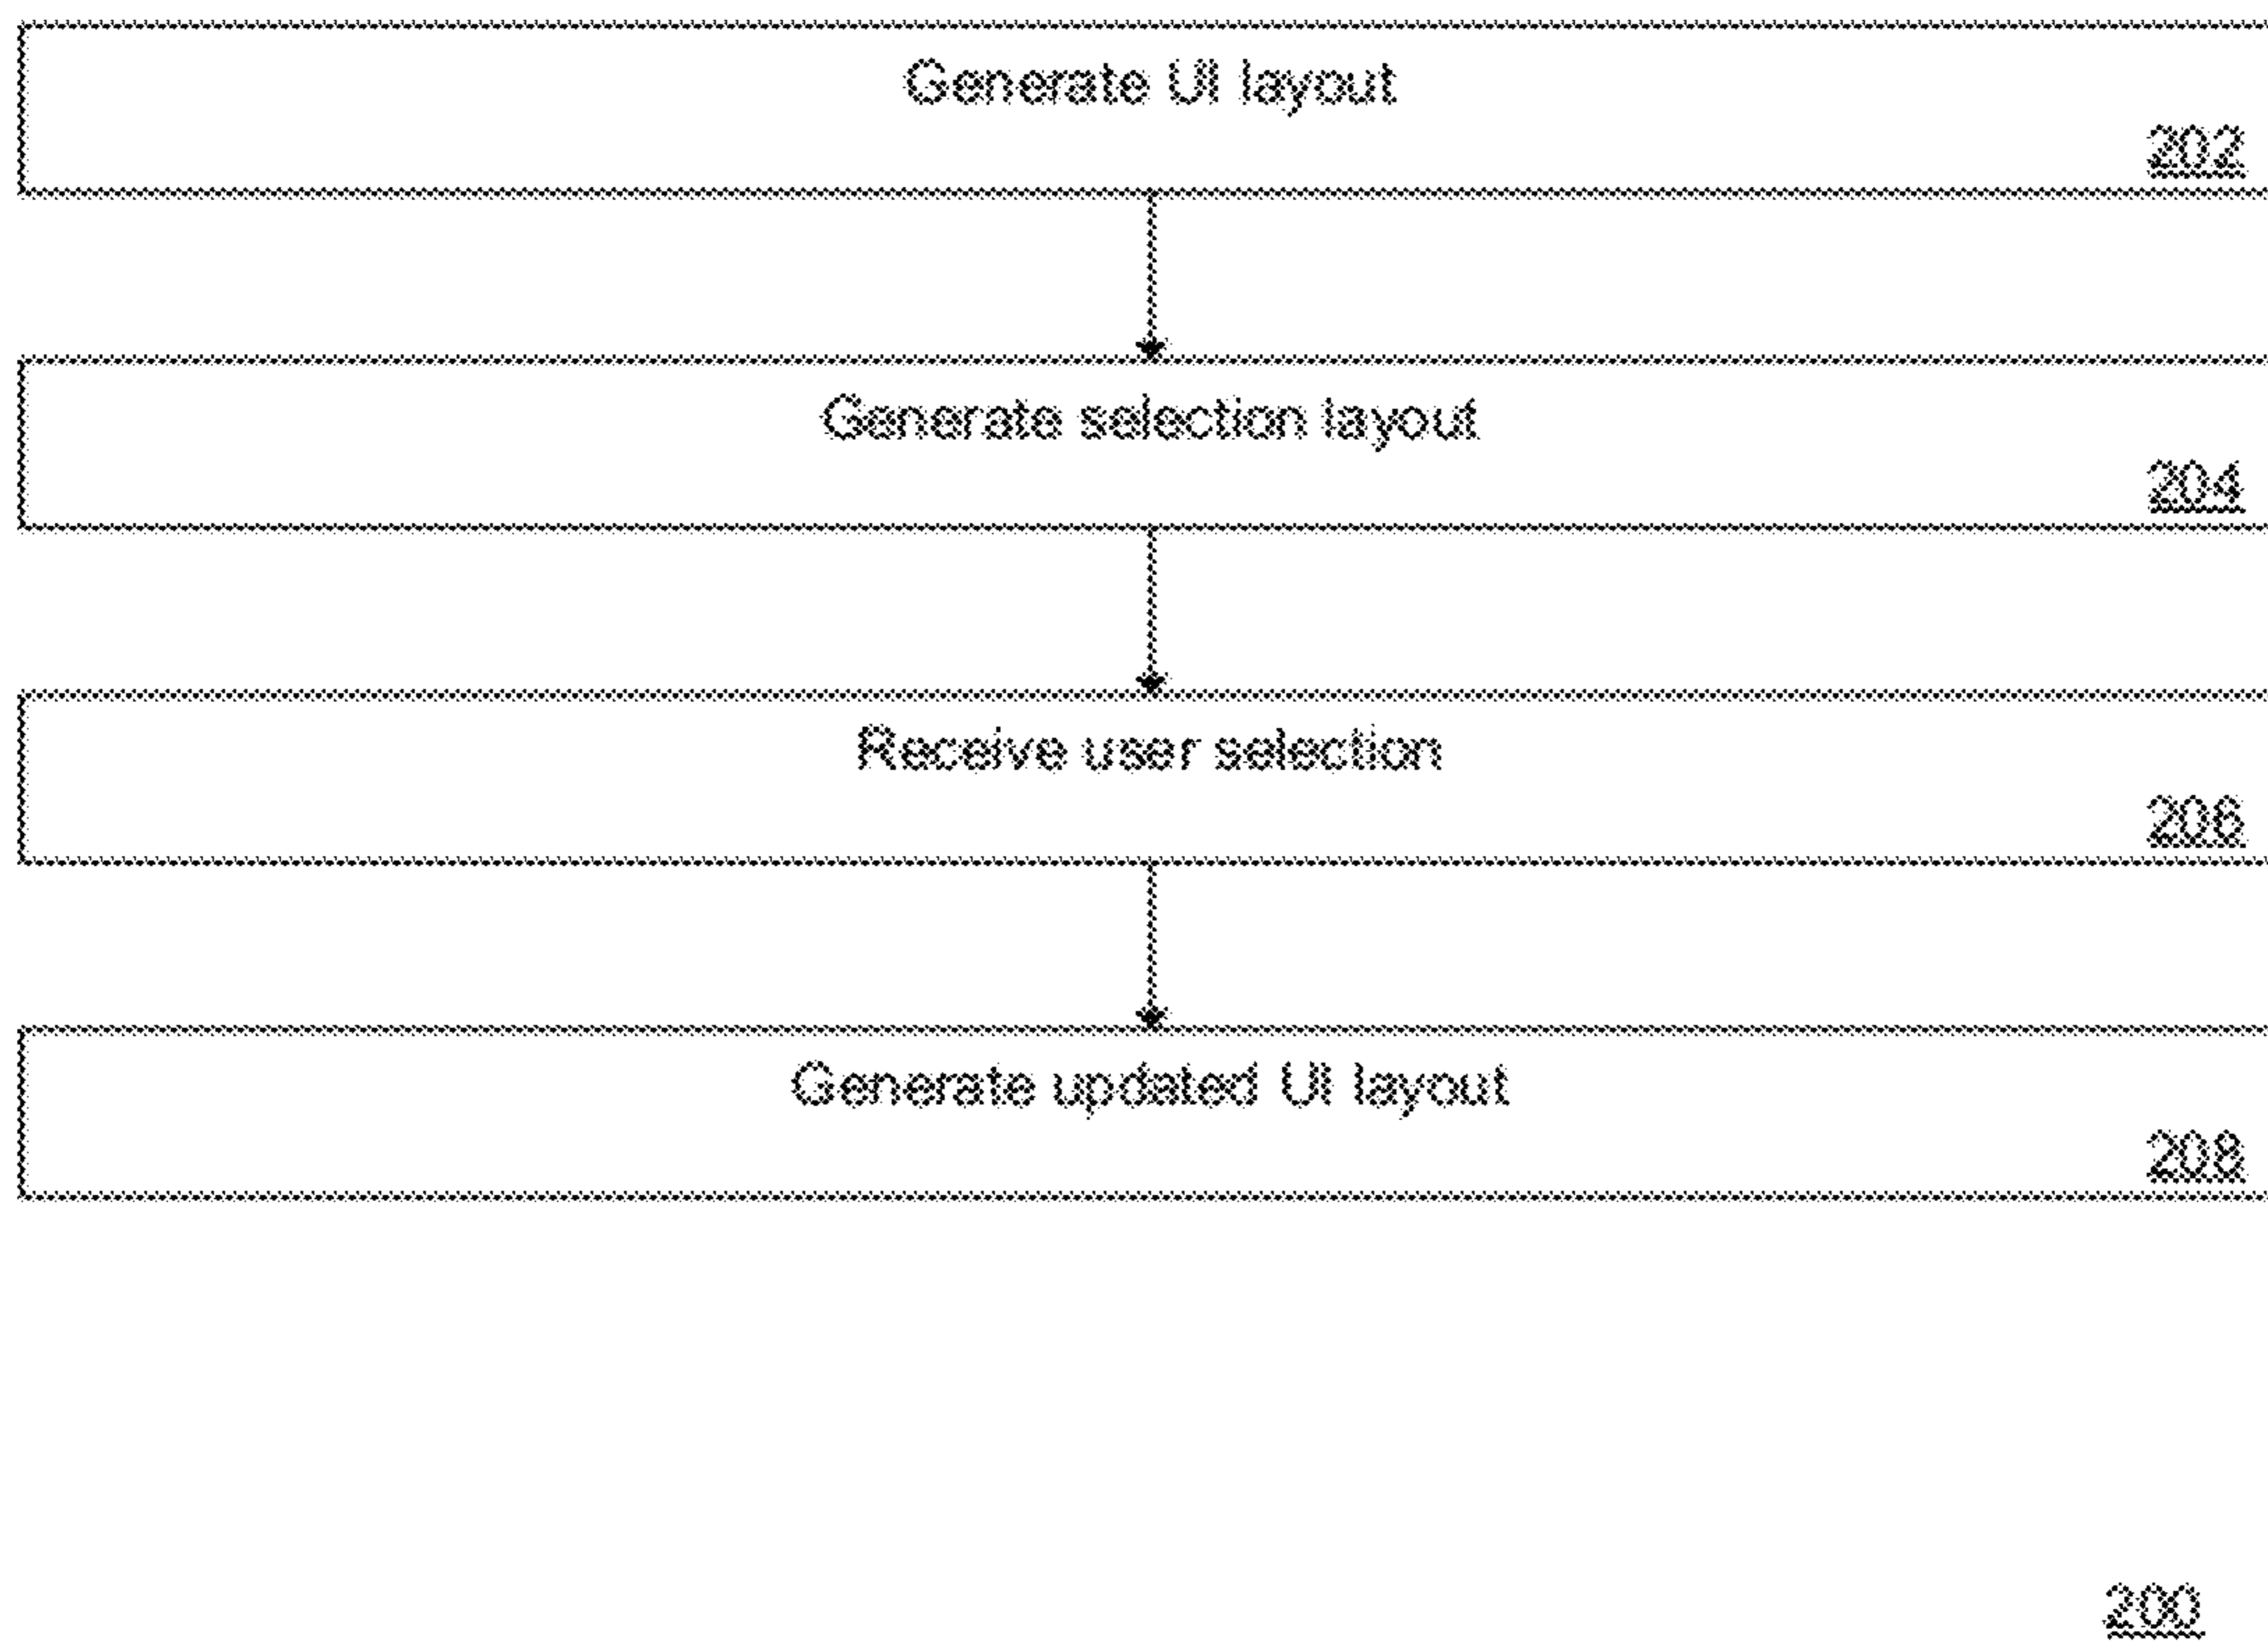 Generate UI layout
202
Generate selection layout
204
Receive user selection
206
Generate updated UI layout
208
200